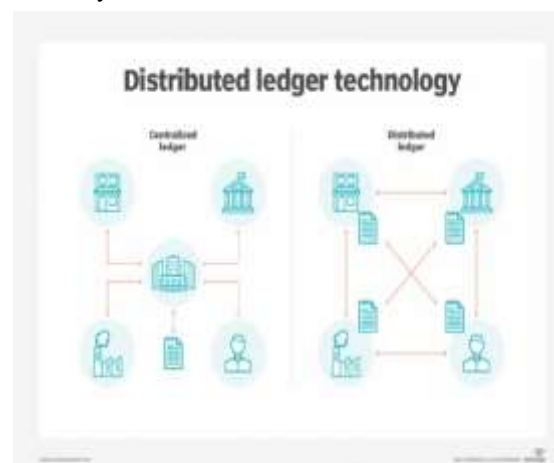 Distributed ledger technology
Centralized
ledger
Distributed
ledger